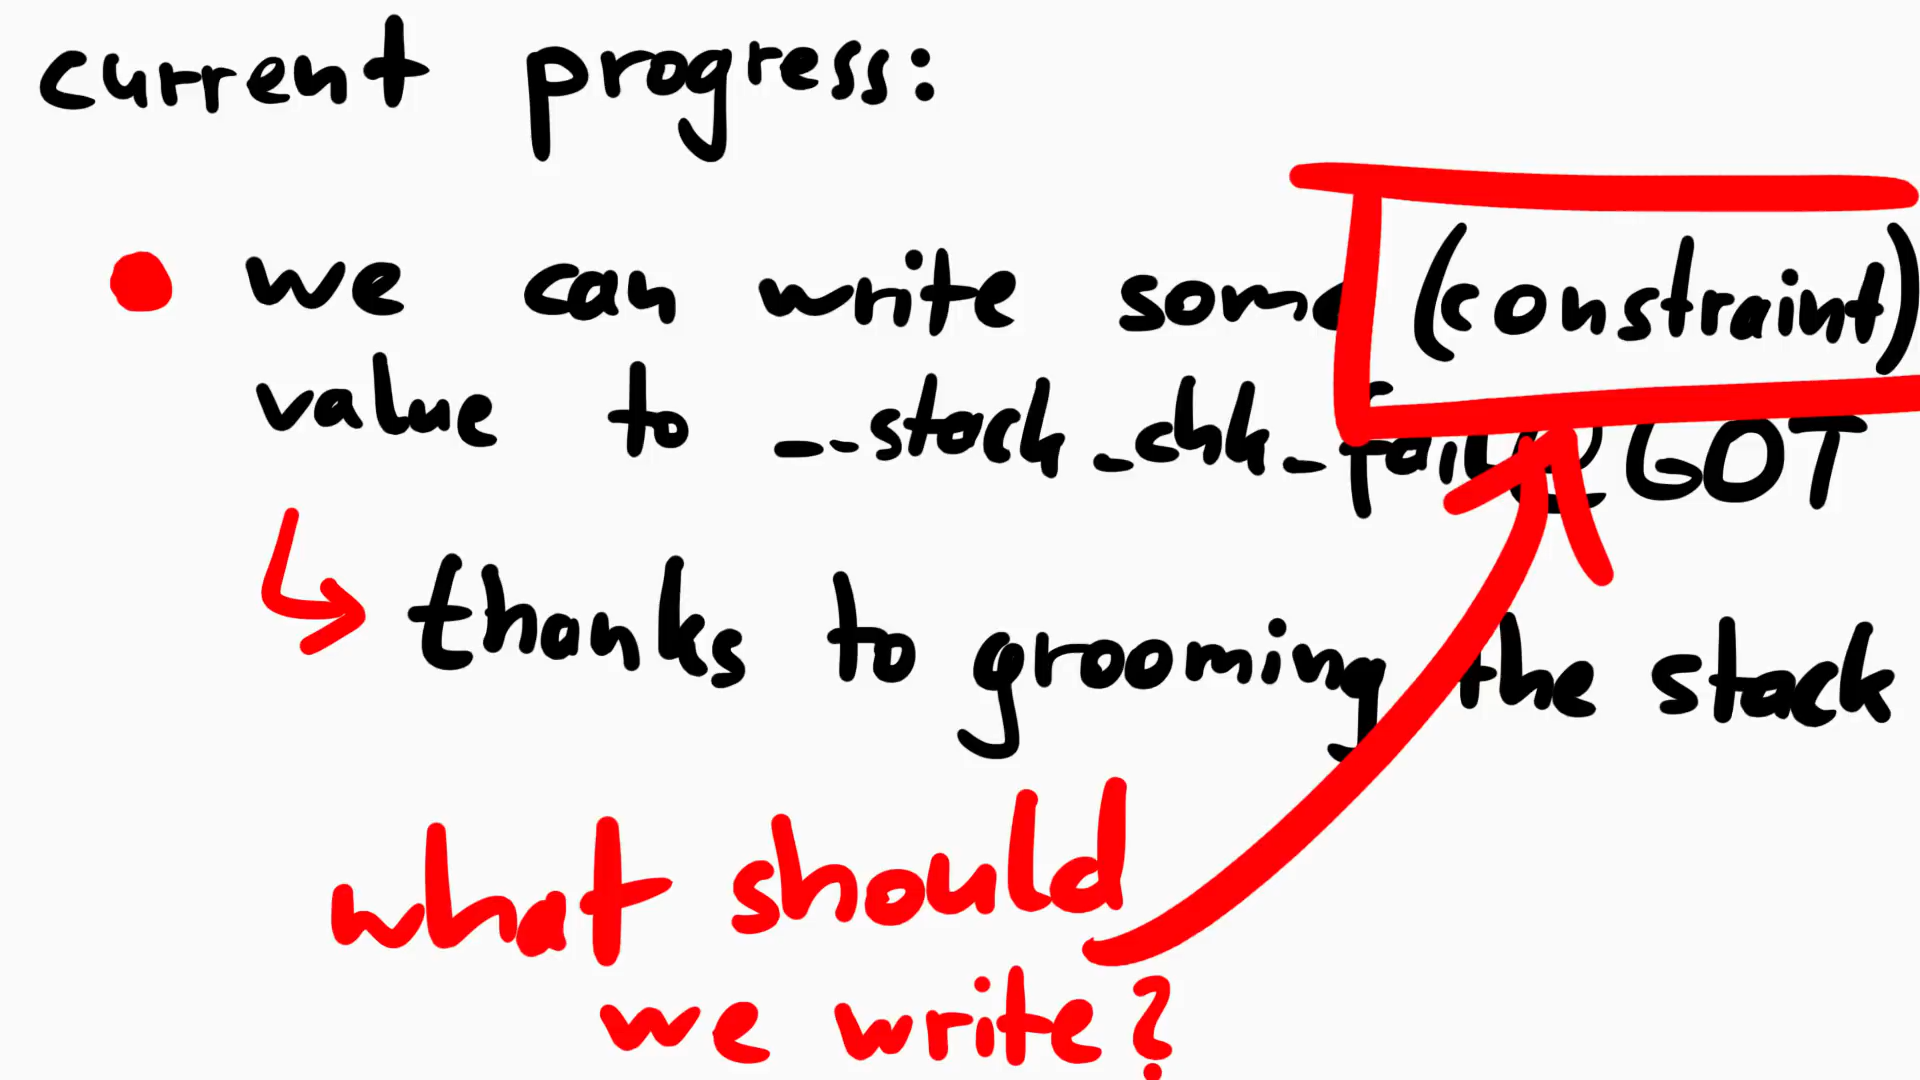 current progress:
we can write some (constraint)
value to __stack_chk_fail@GOT
thanks to grooming the stack
what should
we write?